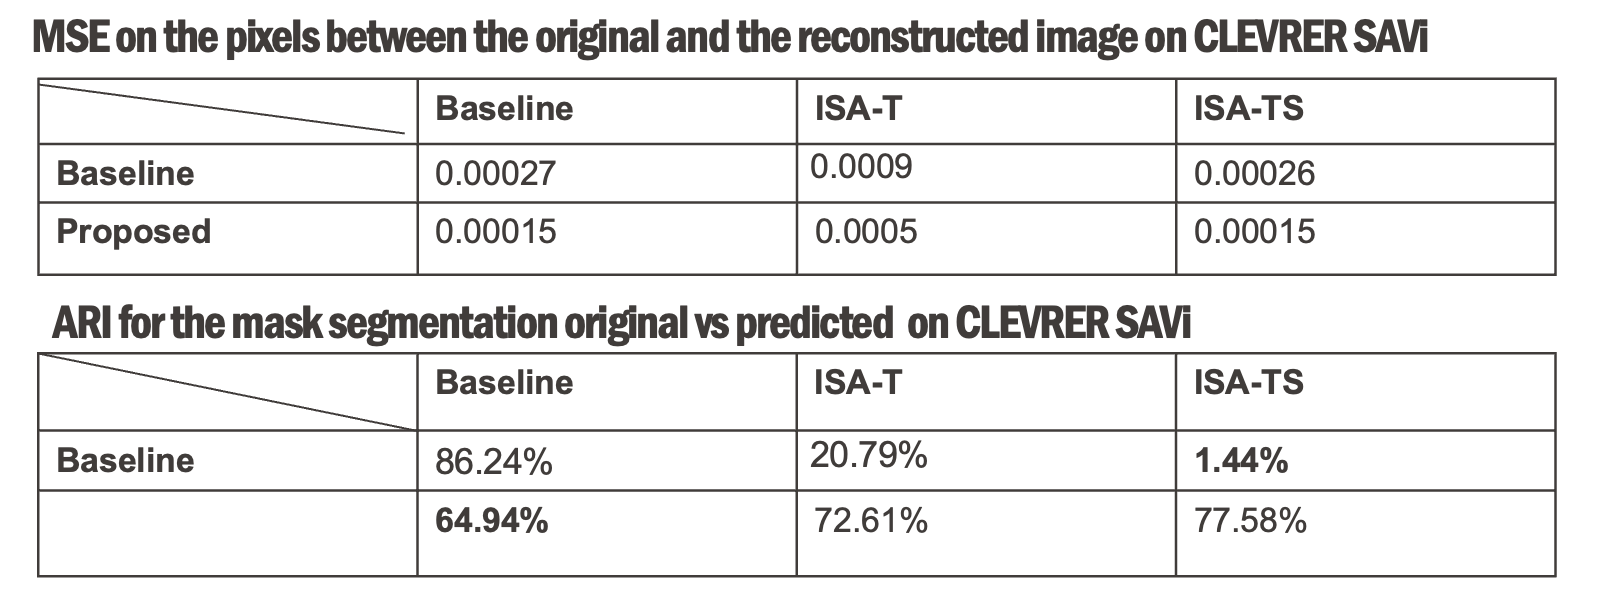 MSE on the pixels between the original and the reconstructed image on CLEVRER SAVi
Baseline ISA-T ISA-TS
Baseline 0.00027 0.0009 0.00026
Proposed 0.00015 0.0005 0.00015
ARI for the mask segmentation original vs predicted on CLEVRER SAVi
Baseline ISA-T ISA-TS
Baseline 86.24% 20.79% 1.44%
64.94% 72.61% 77.58%